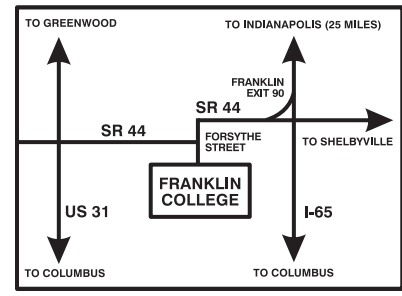 TO GREENWOOD
TO INDIANAPOLIS (25 MILES)
FRANKLIN
EXIT 90
SR 44
SR 44
FORSYTHE
STREET
TO SHELBYVILLE
FRANKLIN
COLLEGE
US 31
I-65
TO COLUMBUS
TO COLUMBUS